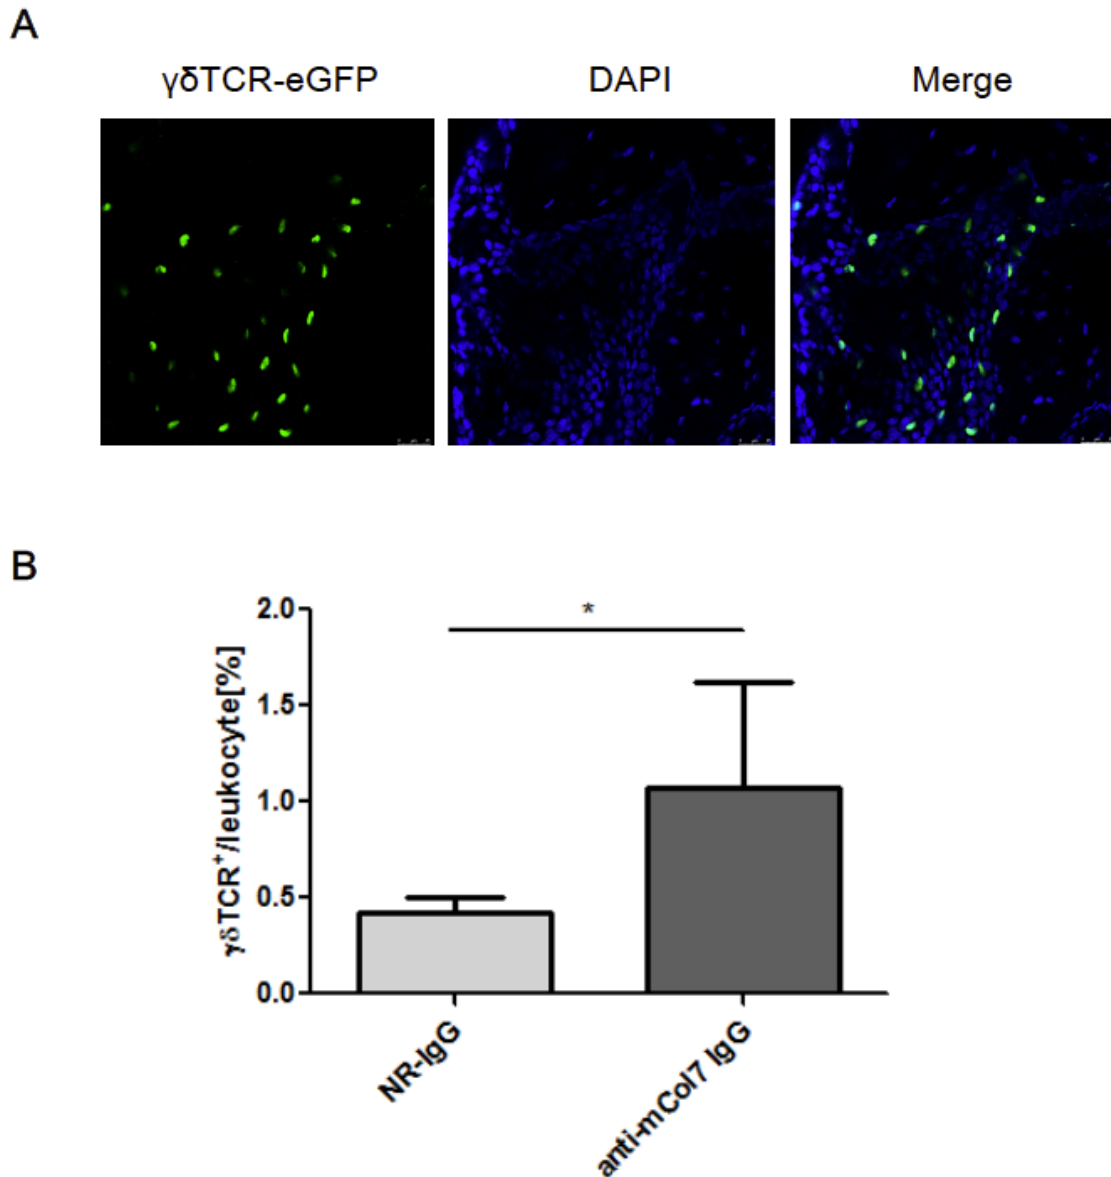 A
γδTCR-eGFP DAPI Merge
B
*
2.0
1.5
1.0
0.5
0.0
γδTCR⁺/leukocyte[%]
NR-IgG
anti-mCol7 IgG